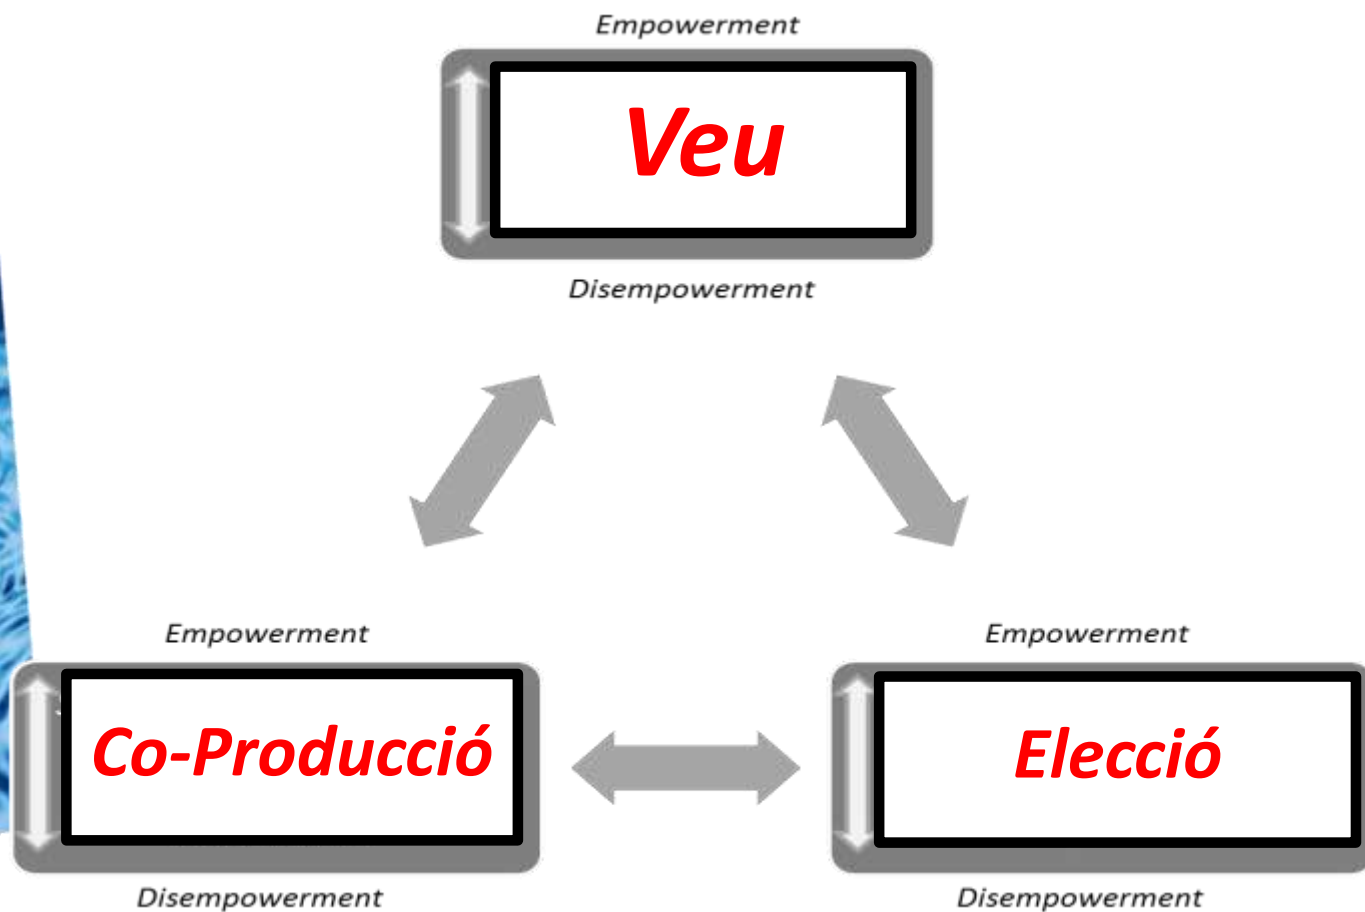 Empowerment
Veu
Disempowerment
Empowerment
Empowerment
Co-Producció
Elecció
Disempowerment
Disempowerment